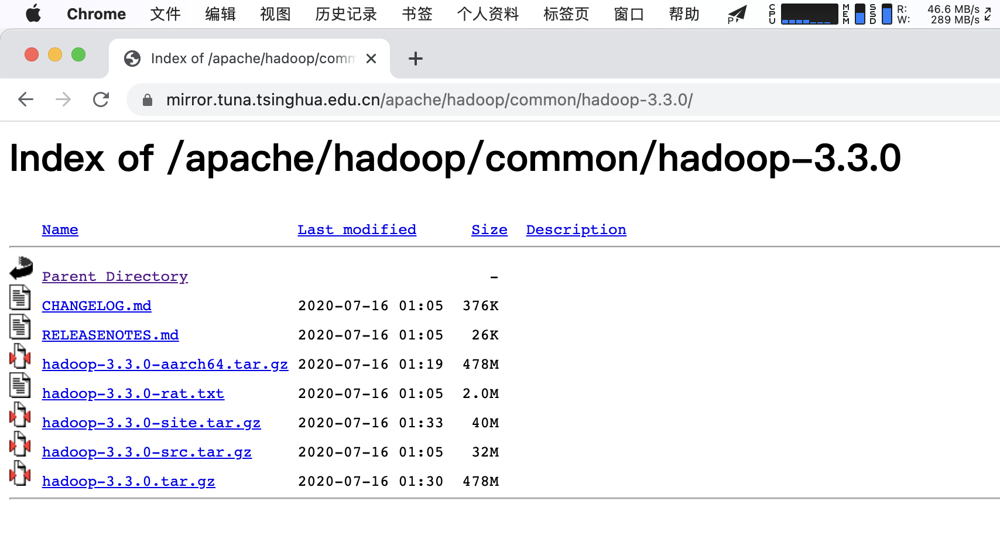 Chrome 文件 编辑 视图 历史记录 书签 个人资料 标签页 窗口 帮助 P CPU MEM SSD R: 46.6 MB/s
W: 289 MB/s
Index of /apache/hadoop/comm
mirror.tuna.tsinghua.edu.cn/apache/hadoop/common/hadoop-3.3.0/
Index of /apache/hadoop/common/hadoop-3.3.0
Name Last modified Size Description
Parent Directory -
CHANGELOG.md 2020-07-16 01:05 376K
RELEASENOTES.md 2020-07-16 01:05 26K
hadoop-3.3.0-aarch64.tar.gz 2020-07-16 01:19 478M
hadoop-3.3.0-rat.txt 2020-07-16 01:05 2.0M
hadoop-3.3.0-site.tar.gz 2020-07-16 01:33 40M
hadoop-3.3.0-src.tar.gz 2020-07-16 01:05 32M
hadoop-3.3.0.tar.gz 2020-07-16 01:30 478M